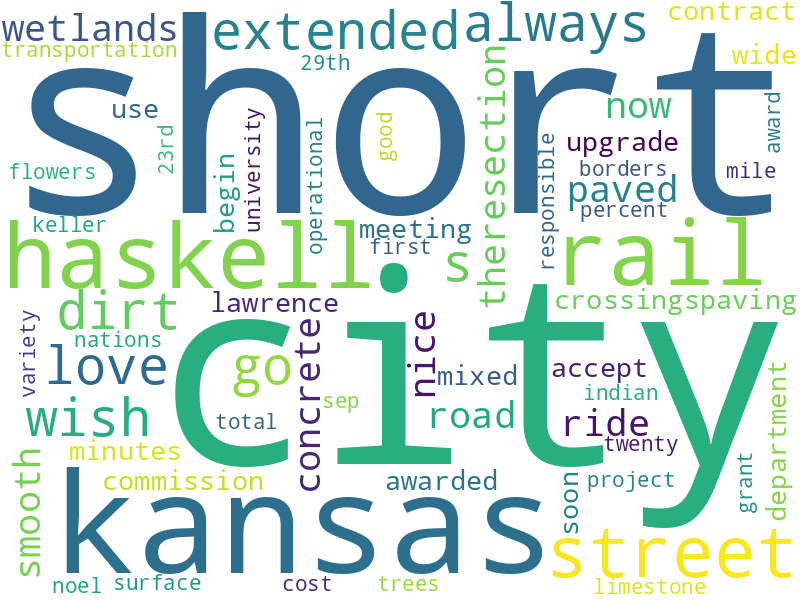 wetlands
extended
always
contract
transportation
short
wide
29th
use
23rd
good
now
award
flowers
begin
university
operational
theresection
upgrade
responsible
borders
mile
paved
percent
keller
meeting
first
haskell
s
rail
dirt
lawrence
crossingspaving
city
nations
variety
love
go
concrete
nice
mixed
accept
indian
sep
wish
total
road
ride
department
twenty
minutes
smooth
commission
awarded
soon
project
grant
kansas
street
noel
surface
cost
trees
limestone